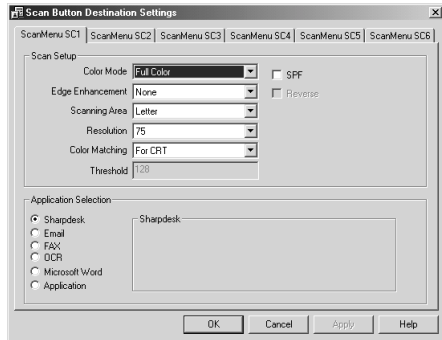 Scan Button Destination Settings
ScanMenu SC1 ScanMenu SC2 ScanMenu SC3 ScanMenu SC4 ScanMenu SC5 ScanMenu SC6
Scan Setup
Color Mode Full Color SPF
Edge Enhancement None Reverse
Scanning Area Letter
Resolution 75
Color Matching For CRT
Threshold 128
Application Selection
Sharpdesk Sharpdesk
Email
FAX
OCR
Microsoft Word
Application
OK Cancel Apply Help